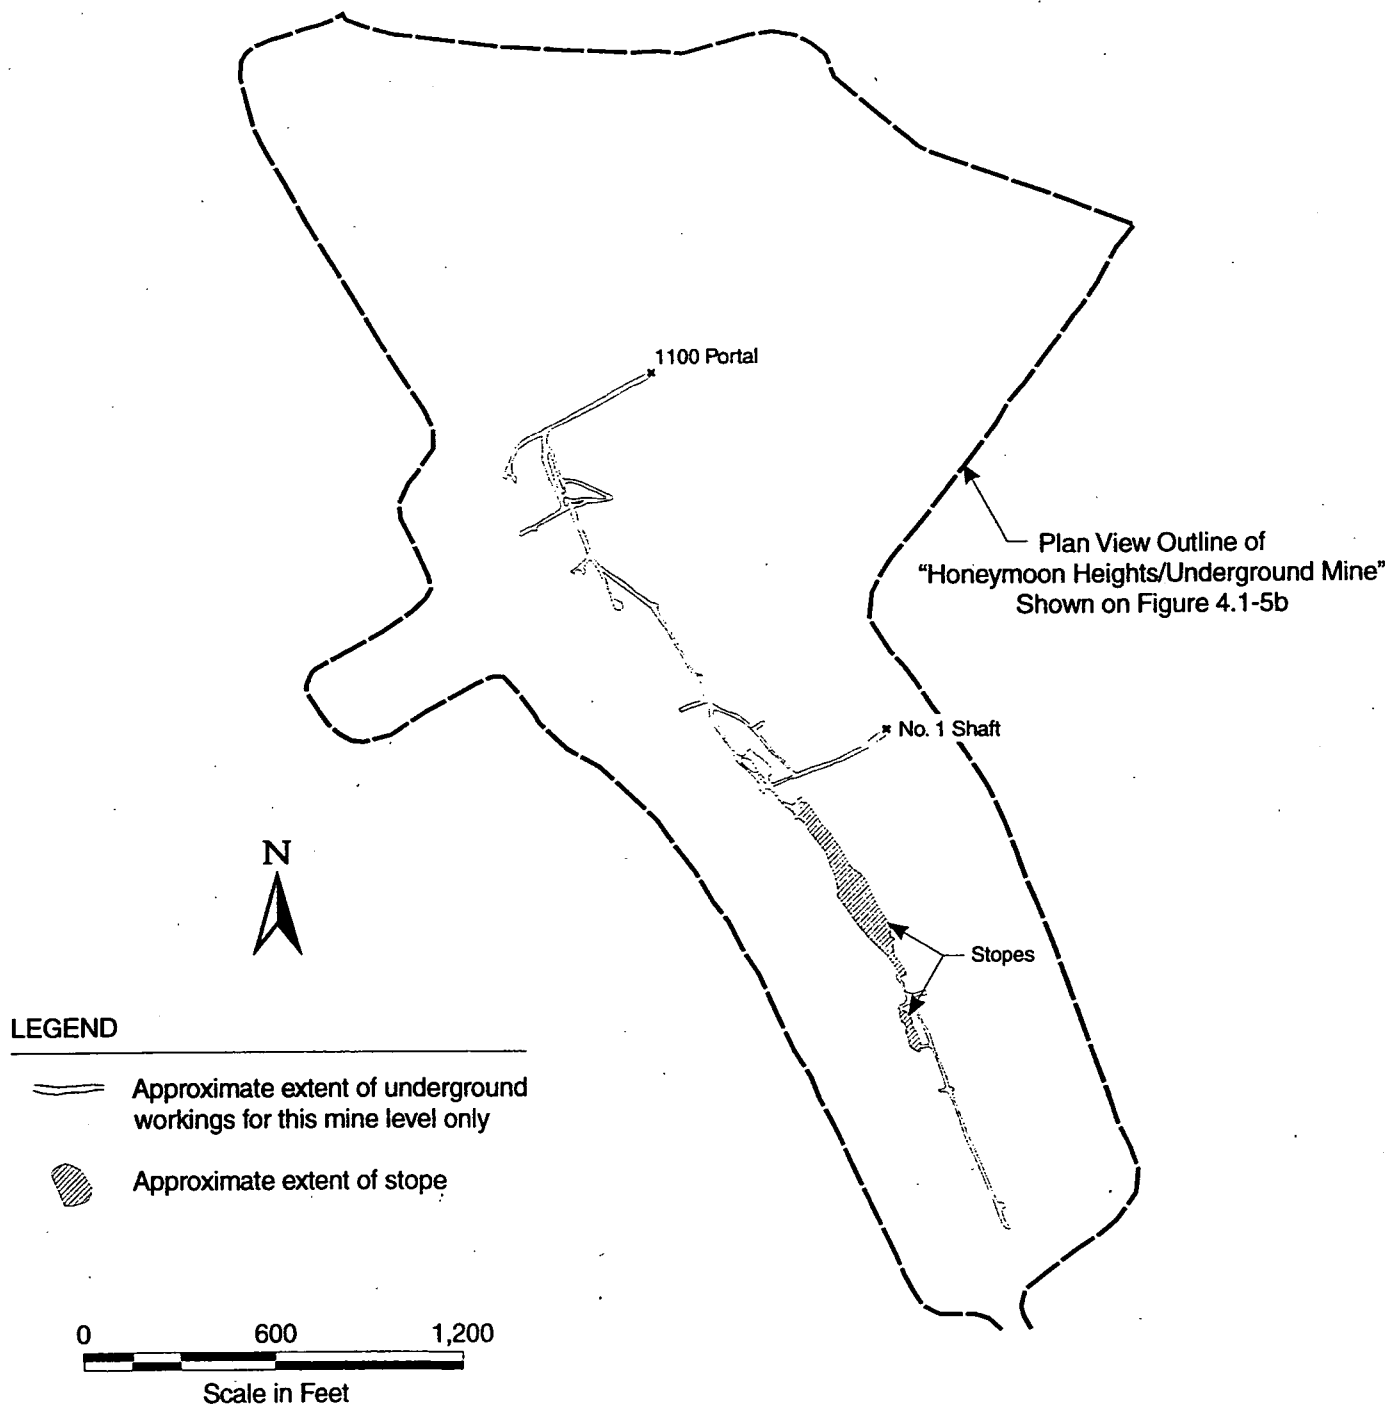 1100 Portal
Plan View Outline of
“Honeymoon Heights/Underground Mine”
Shown on Figure 4.1-5b
No. 1 Shaft
N
Stopes
LEGEND
Approximate extent of underground
workings for this mine level only
Approximate extent of stope
0 600 1,200
Scale in Feet